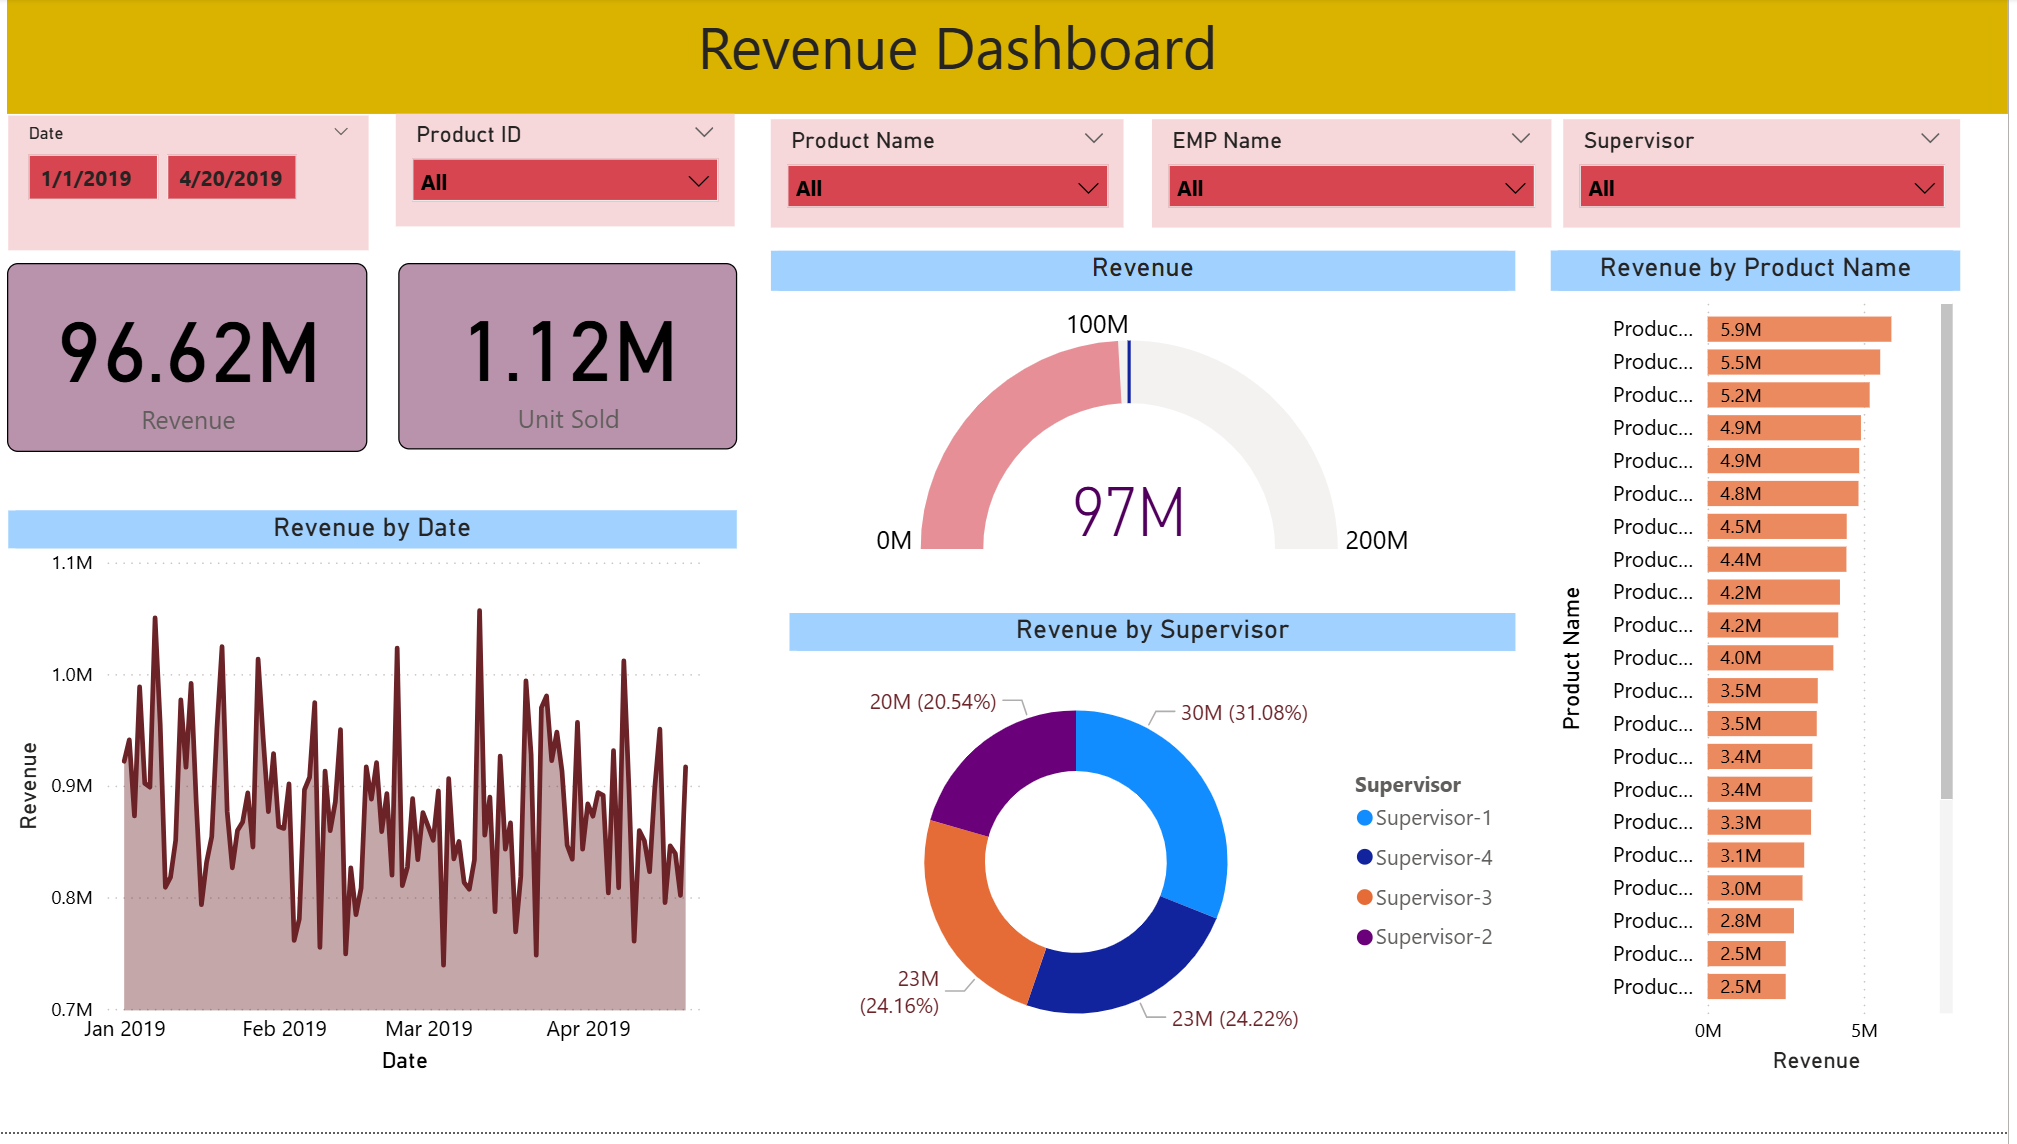 Revenue Dashboard
Date
1/1/2019 4/20/2019
Product ID
All
Product Name
All
EMP Name
All
Supervisor
All
96.62M
Revenue
1.12M
Unit Sold
Revenue by Date
1.1M
1.0M
0.9M
0.8M
0.7M
Revenue
Jan 2019 Feb 2019 Mar 2019 Apr 2019
Date
Revenue
100M
0M
97M
200M
Revenue by Supervisor
20M (20.54%)
30M (31.08%)
23M
(24.16%)
23M (24.22%)
Supervisor
Supervisor-1
Supervisor-4
Supervisor-3
Supervisor-2
Revenue by Product Name
Product Name
Produc... 5.9M
Produc... 5.5M
Produc... 5.2M
Produc... 4.9M
Produc... 4.9M
Produc... 4.8M
Produc... 4.5M
Produc... 4.4M
Produc... 4.2M
Produc... 4.2M
Produc... 4.0M
Produc... 3.5M
Produc... 3.5M
Produc... 3.4M
Produc... 3.4M
Produc... 3.3M
Produc... 3.1M
Produc... 3.0M
Produc... 2.8M
Produc... 2.5M
Produc... 2.5M
0M 5M
Revenue